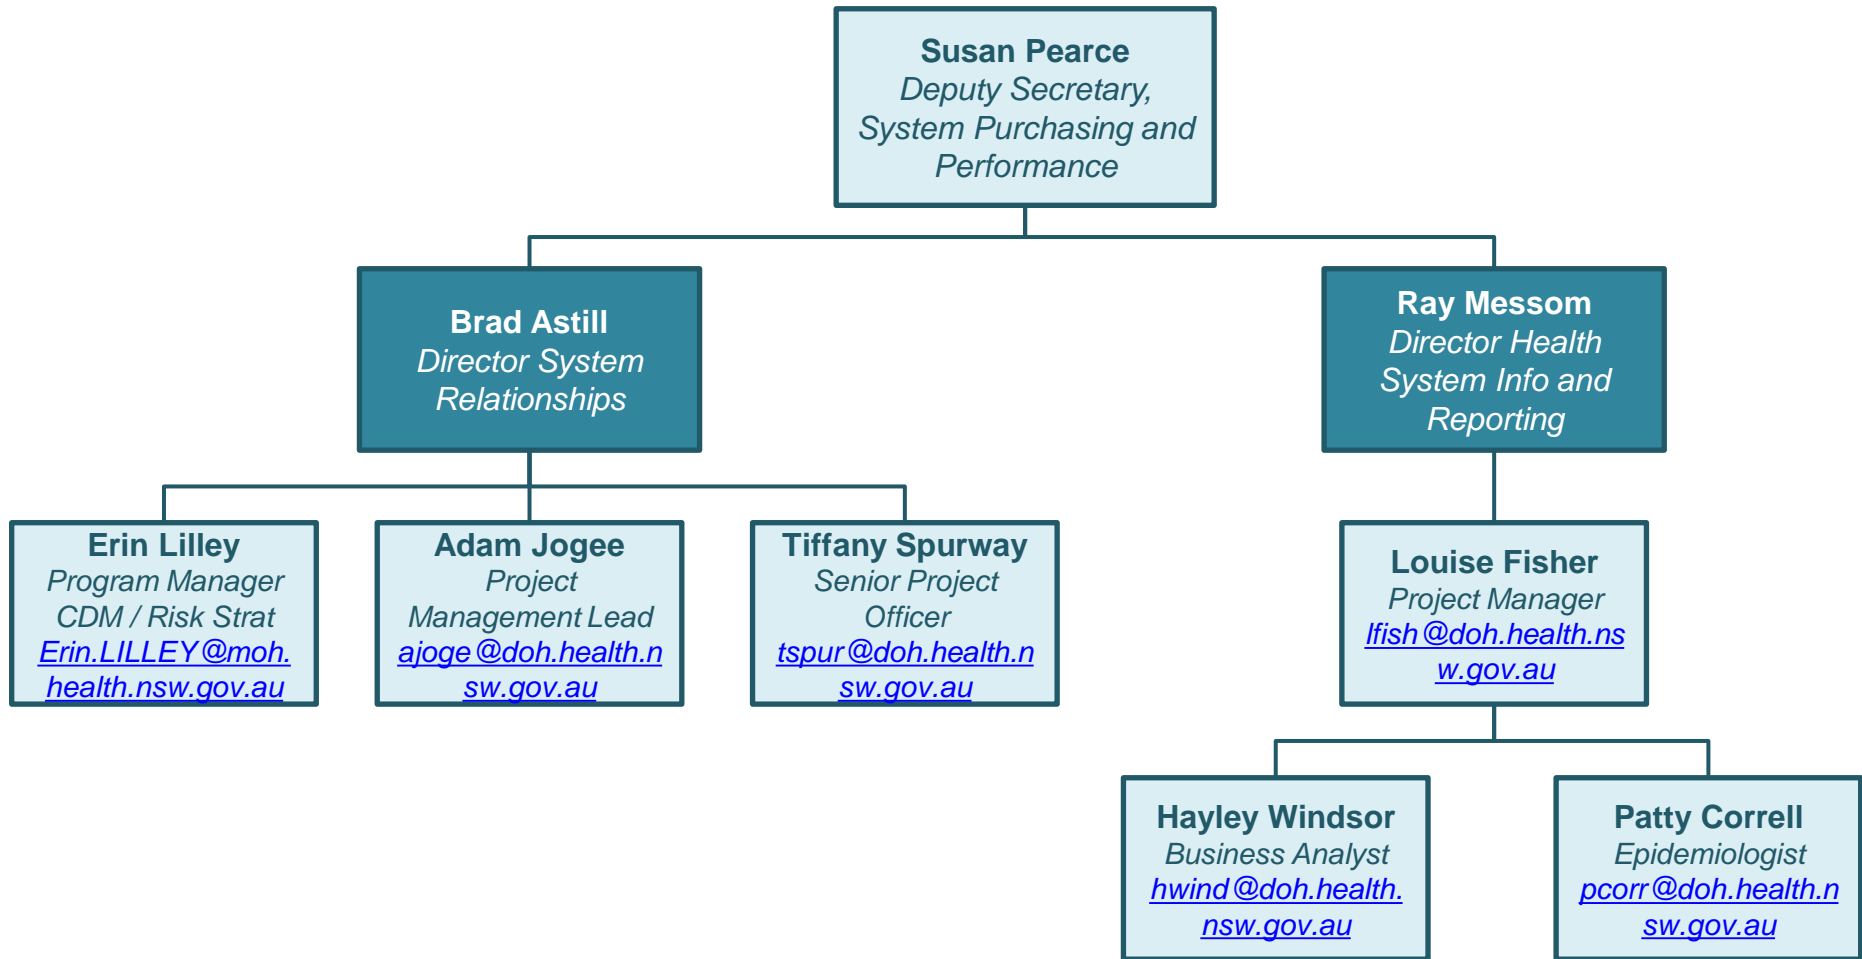 Susan Pearce
Deputy Secretary,
System Purchasing and
Performance
Brad Astill
Director System
Relationships
Ray Messom
Director Health
System Info and
Reporting
Erin Lilley
Program Manager
CDM / Risk Strat
Erin.LILLEY@moh.
health.nsw.gov.au
Adam Jogee
Project
Management Lead
ajoge@doh.health.n
sw.gov.au
Tiffany Spurway
Senior Project
Officer
tspur@doh.health.n
sw.gov.au
Louise Fisher
Project Manager
lfish@doh.health.ns
w.gov.au
Hayley Windsor
Business Analyst
hwind@doh.health.
nsw.gov.au
Patty Correll
Epidemiologist
pcorr@doh.health.n
sw.gov.au